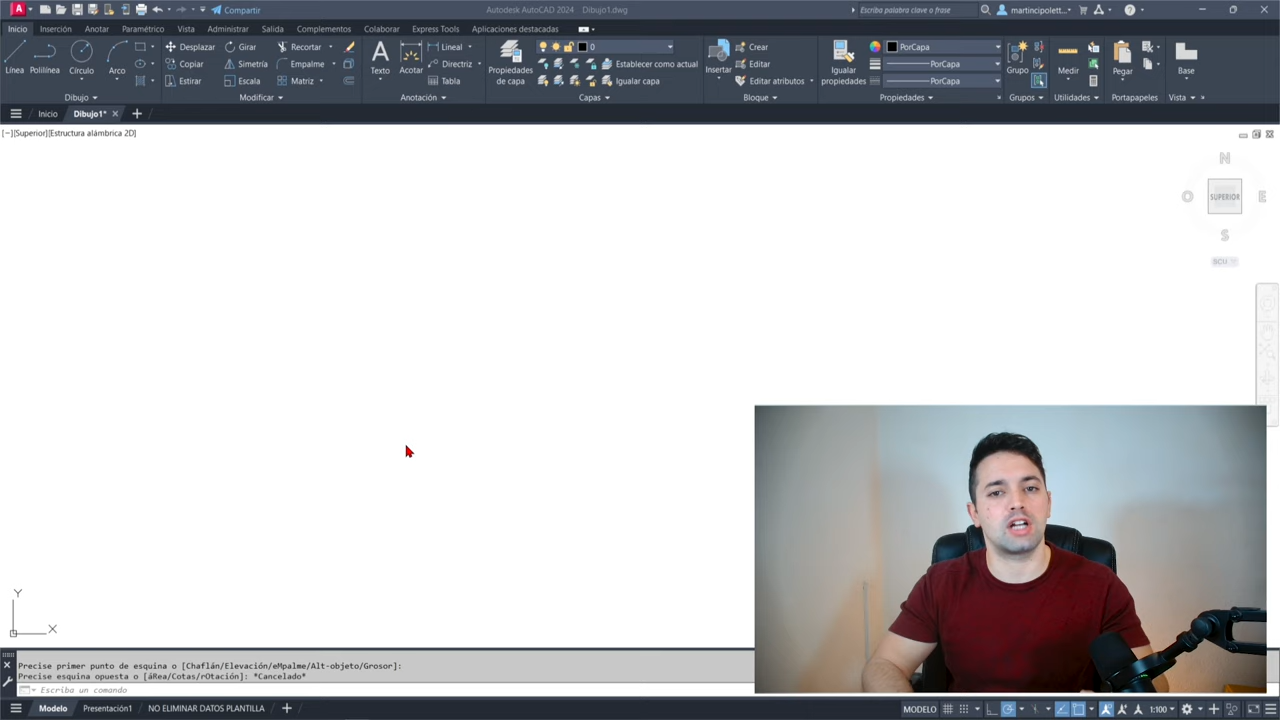 Compartir
Autodesk AutoCAD 2024 Dibujo1.dwg
Escriba palabra clave o frase
martincipolett...
Inicio Inserción Anotar Paramétrico Vista Administrar Salida Complementos Colaborar Express Tools Aplicaciones destacadas
Línea Polilínea Círculo Arco
Desplazar Girar Recortar
Copiar Simetría Empalme
Estirar Escala Matriz
Texto Acotar
Lineal
Directriz
Tabla
Propiedades de capa
0
Establecer como actual
Igualar capa
Insertar
Crear
Editar
Editar atributos
Igualar propiedades
PorCapa
PorCapa
PorCapa
Grupo
Medir
Pegar
Base
Dibujo Modificar Anotación Capas Bloque Propiedades Grupos Utilidades Portapapeles Vista
Inicio Dibujo1*
[−][Superior][Estructura alámbrica 2D]
N
O SUPERIOR E
S
SCU
Y
X
Precise primer punto de esquina o [Chaflán/Elevación/eMpalme/Alt-objeto/Grosor]:
Precise esquina opuesta o [áRea/Cotas/rOtación]: *Cancelado*
Escriba un comando
Modelo Presentación1 NO ELIMINAR DATOS PLANTILLA
MODELO
1:100